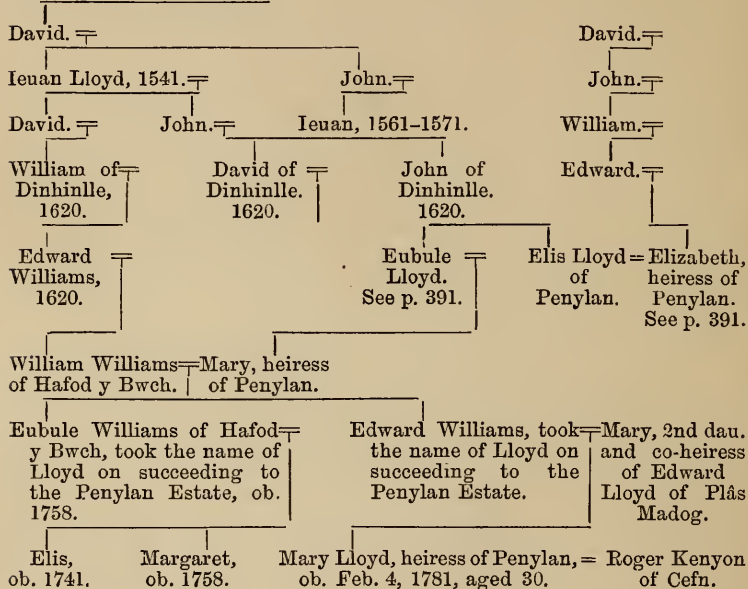 David. David.
Ieuan Lloyd, 1541. John. John.
David. John. Ieuan, 1561–1571. William.
William of Dinhinlle, 1620. David of Dinhinlle. 1620. John of Dinhinlle. 1620. Edward.
Edward Williams, 1620. Eubule Lloyd. See p. 391. Elis Lloyd of Penylan. = Elizabeth, heiress of Penylan. See p. 391.
William Williams Mary, heiress
of Hafod y Bwch. of Penylan.
Eubule Williams of Hafod
y Bwch, took the name of
Lloyd on succeeding to
the Penylan Estate, ob.
1758.
Edward Williams, took
the name of Lloyd on
succeeding to the
Penylan Estate.
Mary, 2nd dau.
and co-heiress
of Edward
Lloyd of Plâs
Madog.
Elis, Margaret, Mary Lloyd, heiress of Penylan, = Roger Kenyon
ob. 1741. ob. 1758. ob. Feb. 4, 1781, aged 30. of Cefn.